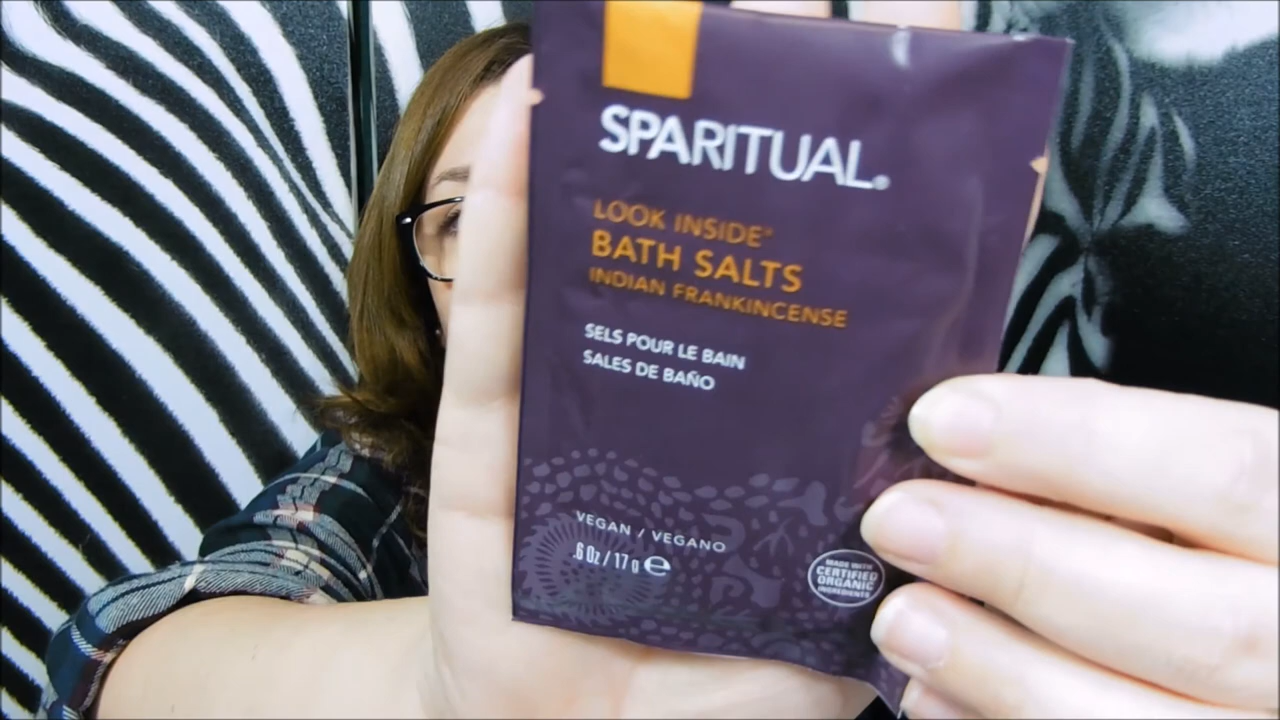 SPARITUAL®
LOOK INSIDE®
BATH SALTS
INDIAN FRANKINCENSE
SELS POUR LE BAIN
SALES DE BAÑO
VEGAN / VEGANO
.6 Oz / 17 g ℮
MADE WITH
CERTIFIED
ORGANIC
INGREDIENTS